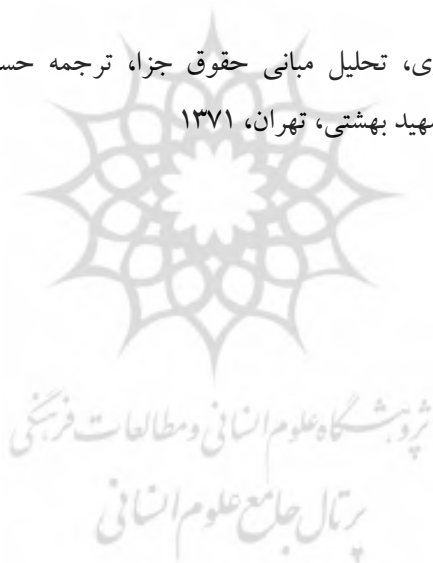 ی، تحلیل مبانی حقوق جزا، ترجمه حس
هید بهشتی، تهران، ۱۳۷۱
پژوهشگاه علوم انسانی و مطالعات فرهنگی
پرتال جامع علوم انسانی